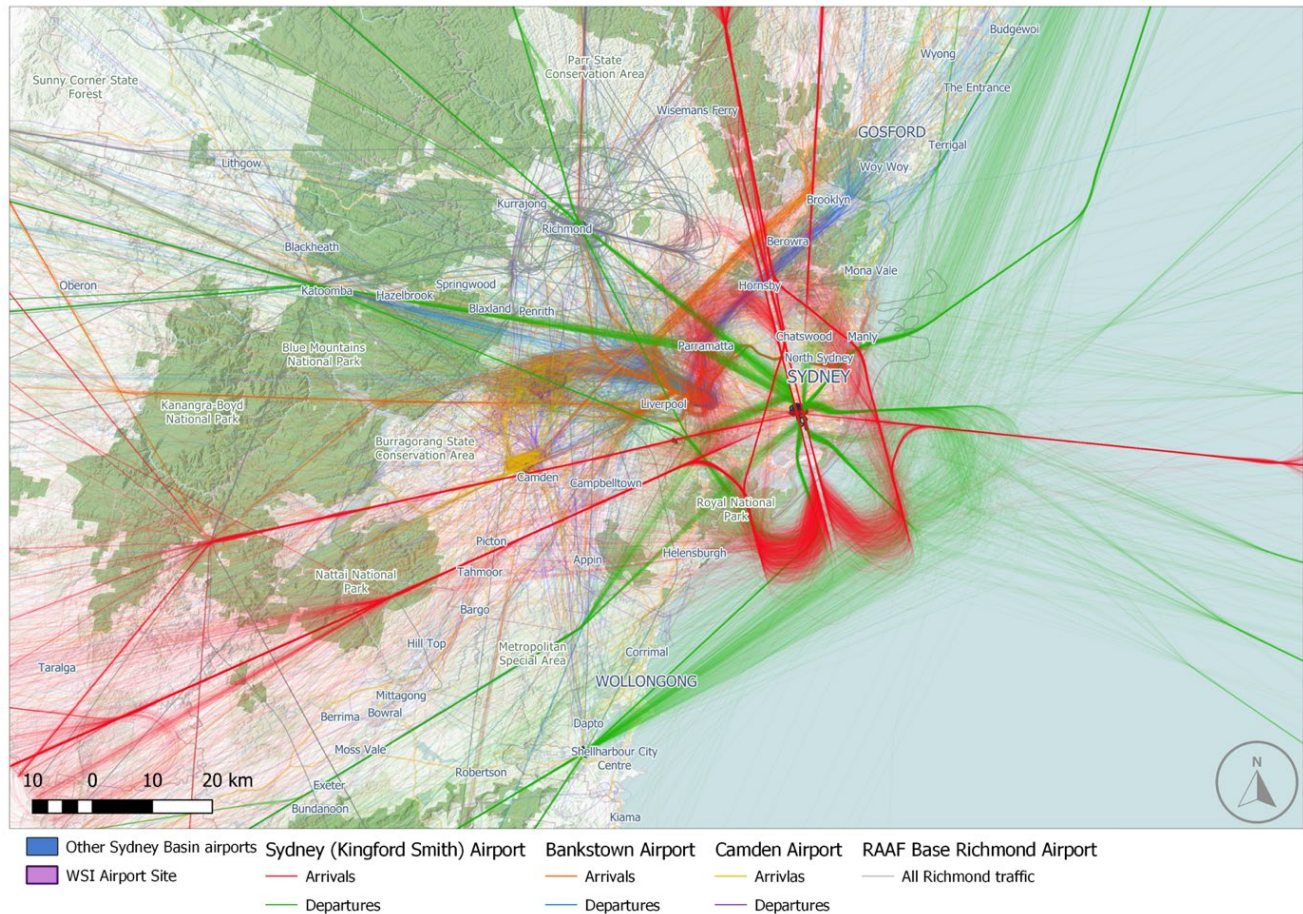 Budgewoi
Wyong
Parr State
Conservation Area
Sunny Corner State
Forest
The Entrance
Wisemans Ferry
GOSFORD
Terrigal
Lithgow
Woy Woy
Kurrajong
Brooklyn
Richmond
Blackheath
Berowra
Mona Vale
Oberon
Springwood
Hornsby
Katoomba
Hazelbrook
Blaxland
Penrith
Chatswood
Manly
Blue Mountains
National Park
Parramatta
North Sydney
SYDNEY
Kanangra-Boyd
National Park
Liverpool
Burragorang State
Conservation Area
Camden
Campbelltown
Royal National
Park
Picton
Helensburgh
Appin
Nattai National
Park
Tahmoor
Bargo
Hill Top
Metropolitan
Special Area
Corrimal
Taralga
WOLLONGONG
Mittagong
Berrima
Bowral
Dapto
Moss Vale
Shellharbour City
Centre
N
10 0 10 20 km
Robertson
Exeter
Bundanoon
Kiama
Other Sydney Basin airports
WSI Airport Site
Sydney (Kingford Smith) Airport
Arrivals
Departures
Bankstown Airport
Arrivals
Departures
Camden Airport
Arrivlas
Departures
RAAF Base Richmond Airport
All Richmond traffic